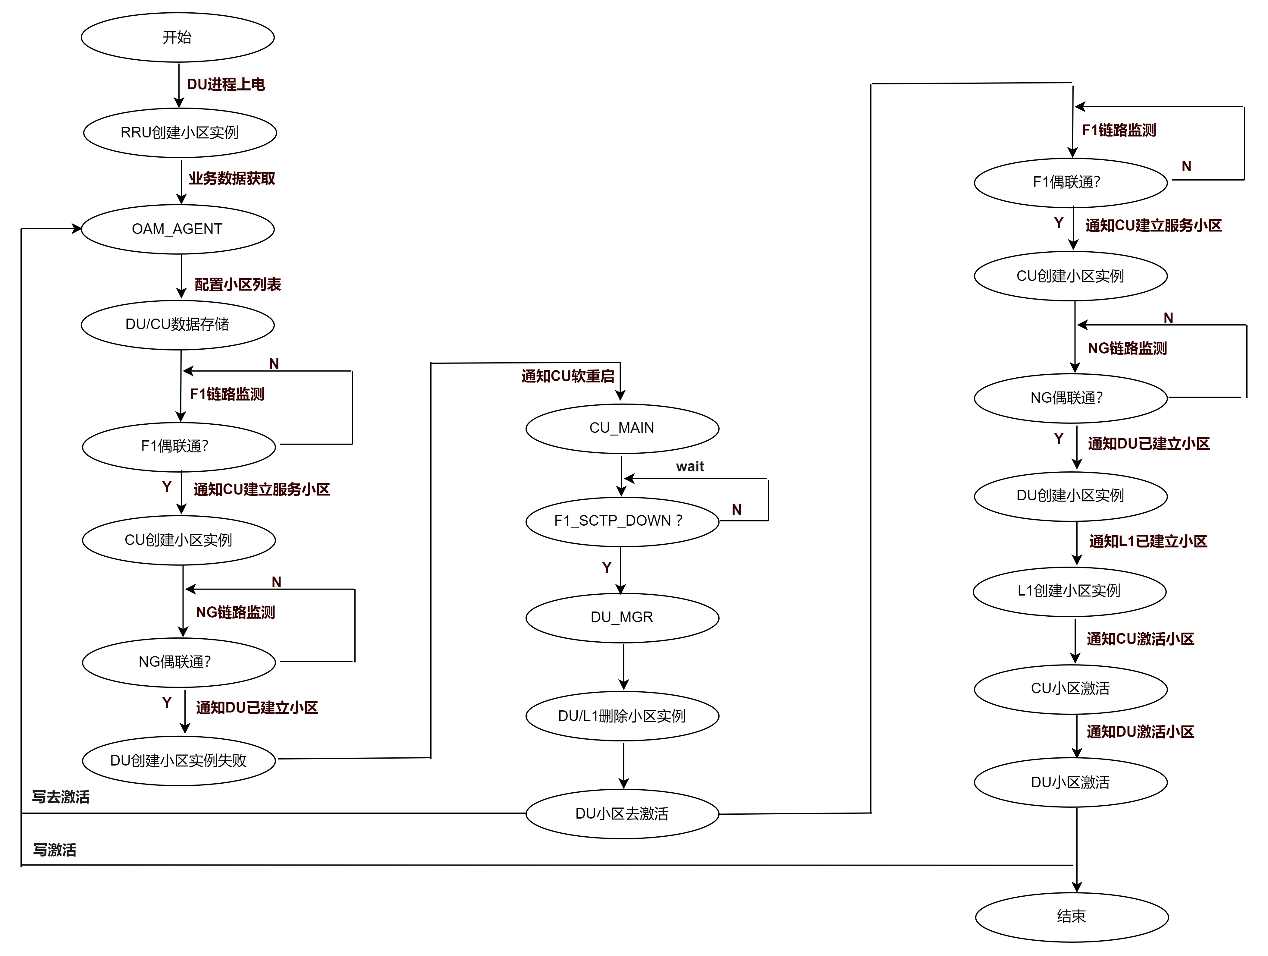 开始
DU进程上电
RRU创建小区实例
业务数据获取
OAM_AGENT
配置小区列表
DU/CU数据存储
N
F1链路监测
F1偶联通?
Y
通知CU建立服务小区
CU创建小区实例
N
NG链路监测
NG偶联通?
Y
通知DU已建立小区
DU创建小区实例失败
写去激活
写激活
通知CU软重启
CU_MAIN
wait
F1_SCTP_DOWN ?
N
Y
DU_MGR
DU/L1删除小区实例
DU小区去激活
F1链路监测
N
F1偶联通?
Y
通知CU建立服务小区
CU创建小区实例
N
NG链路监测
NG偶联通?
Y
通知DU已建立小区
DU创建小区实例
通知L1已建立小区
L1创建小区实例
通知CU激活小区
CU小区激活
通知DU激活小区
DU小区激活
结束